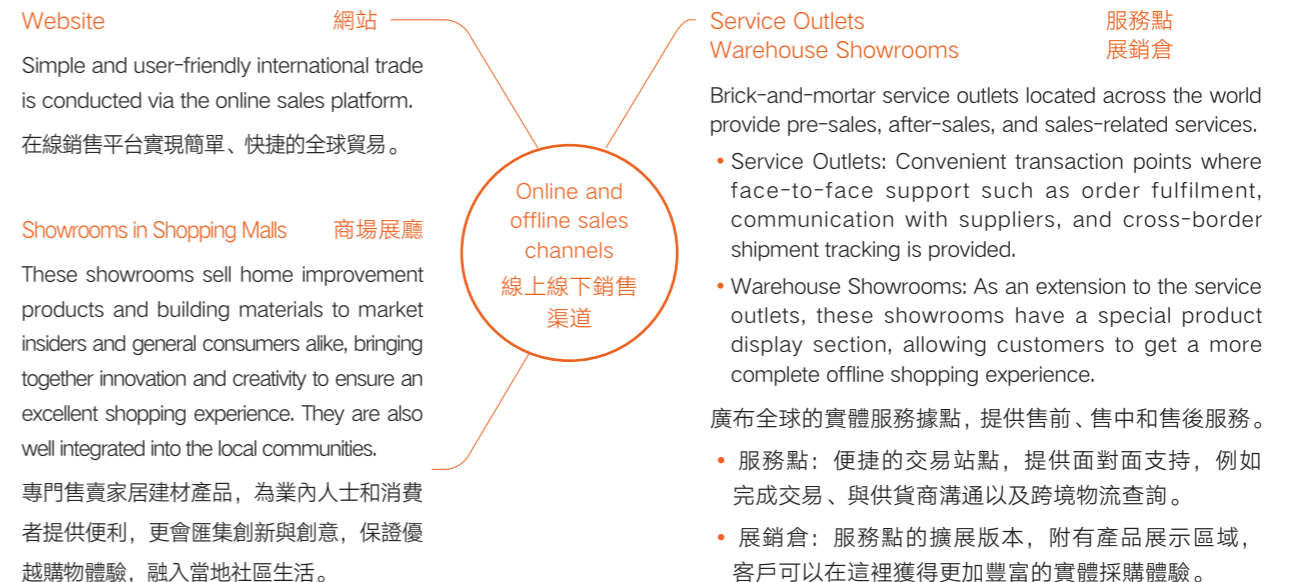 Website 網站
Simple and user-friendly international trade
is conducted via the online sales platform.
在線銷售平台實現簡單、快捷的全球貿易。
Showrooms in Shopping Malls 商場展廳
These showrooms sell home improvement
products and building materials to market
insiders and general consumers alike, bringing
together innovation and creativity to ensure an
excellent shopping experience. They are also
well integrated into the local communities.
專門售賣家居建材產品，為業內人士和消費
者提供便利，更會匯集創新與創意，保證優
越購物體驗，融入當地社區生活。
Online and
offline sales
channels
線上線下銷售
渠道
Service Outlets 服務點
Warehouse Showrooms 展銷倉
Brick-and-mortar service outlets located across the world
provide pre-sales, after-sales, and sales-related services.
• Service Outlets: Convenient transaction points where
face-to-face support such as order fulfilment,
communication with suppliers, and cross-border
shipment tracking is provided.
• Warehouse Showrooms: As an extension to the service
outlets, these showrooms have a special product
display section, allowing customers to get a more
complete offline shopping experience.
廣布全球的實體服務據點，提供售前、售中和售後服務。
• 服務點：便捷的交易站點，提供面對面支持，例如
完成交易、與供貨商溝通以及跨境物流查詢。
• 展銷倉：服務點的擴展版本，附有產品展示區域，
客戶可以在這裡獲得更加豐富的實體採購體驗。